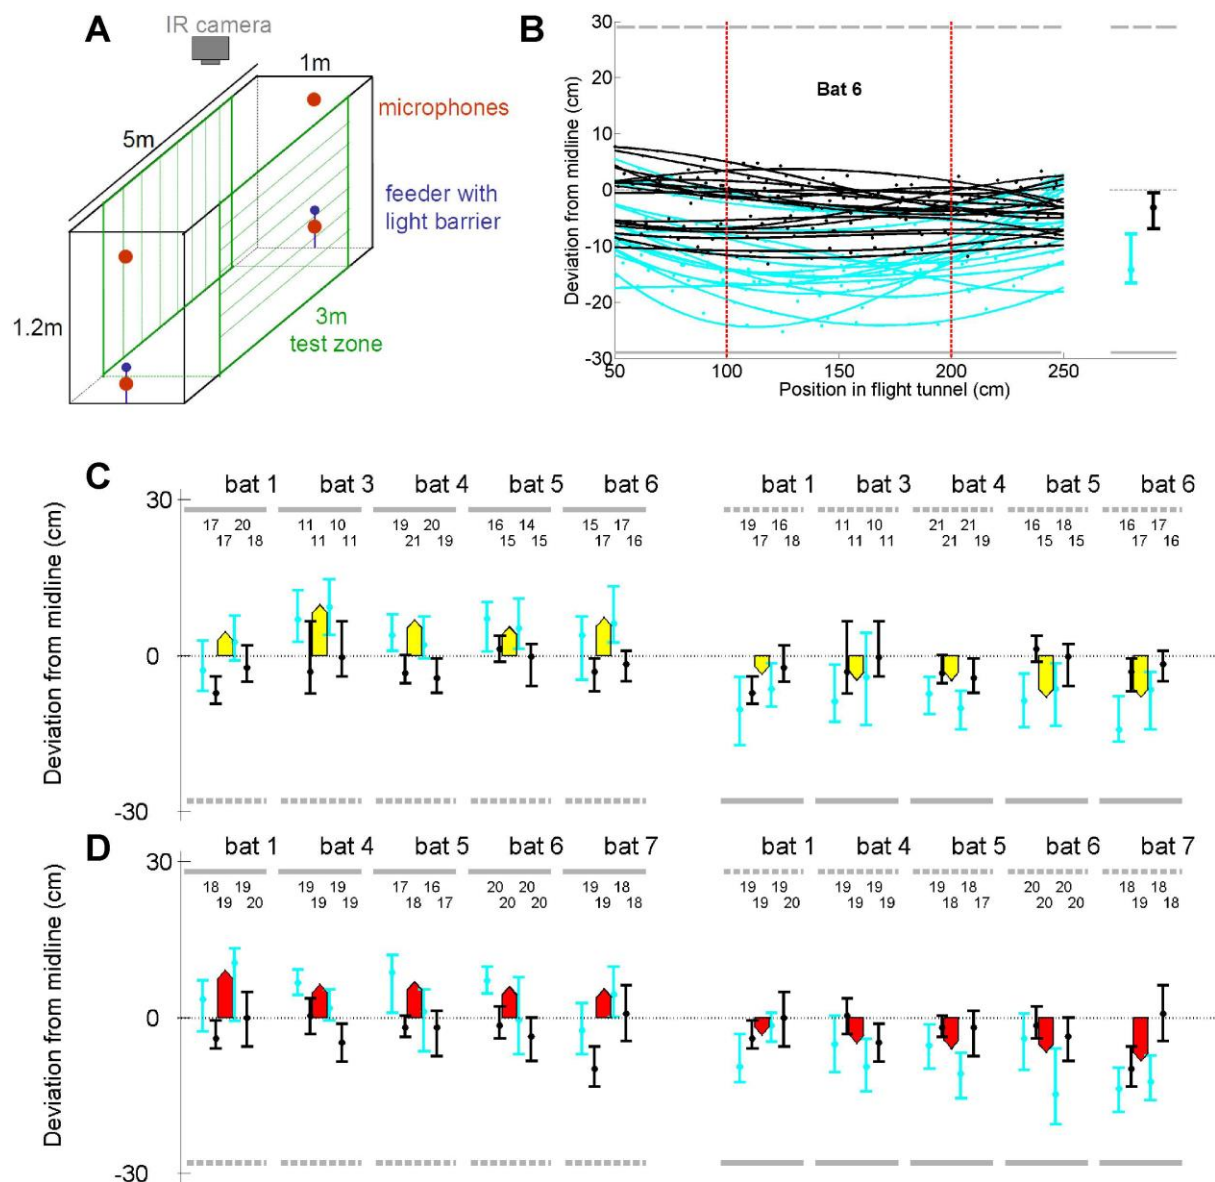 A
IR camera
1m
5m
microphones
feeder with
light barrier
1.2m
3m
test zone
B
Deviation from midline (cm)
30
20
10
0
-10
-20
-30
Bat 6
50 100 150 200 250
Position in flight tunnel (cm)
C
Deviation from midline (cm)
30
0
-30
bat 1 bat 3 bat 4 bat 5 bat 6 bat 1 bat 3 bat 4 bat 5 bat 6
17 20 11 10 19 20 16 14 15 17 19 16 11 10 21 21 16 18 16 17
17 18 11 11 21 19 15 15 17 16 17 18 11 11 21 19 15 15 17 16
D
Deviation from midline (cm)
30
0
-30
bat 1 bat 4 bat 5 bat 6 bat 7 bat 1 bat 4 bat 5 bat 6 bat 7
18 19 19 19 17 16 20 20 19 18 19 19 19 19 19 18 20 20 18 18
19 20 19 19 18 17 20 20 19 18 19 20 19 19 18 17 20 20 19 18